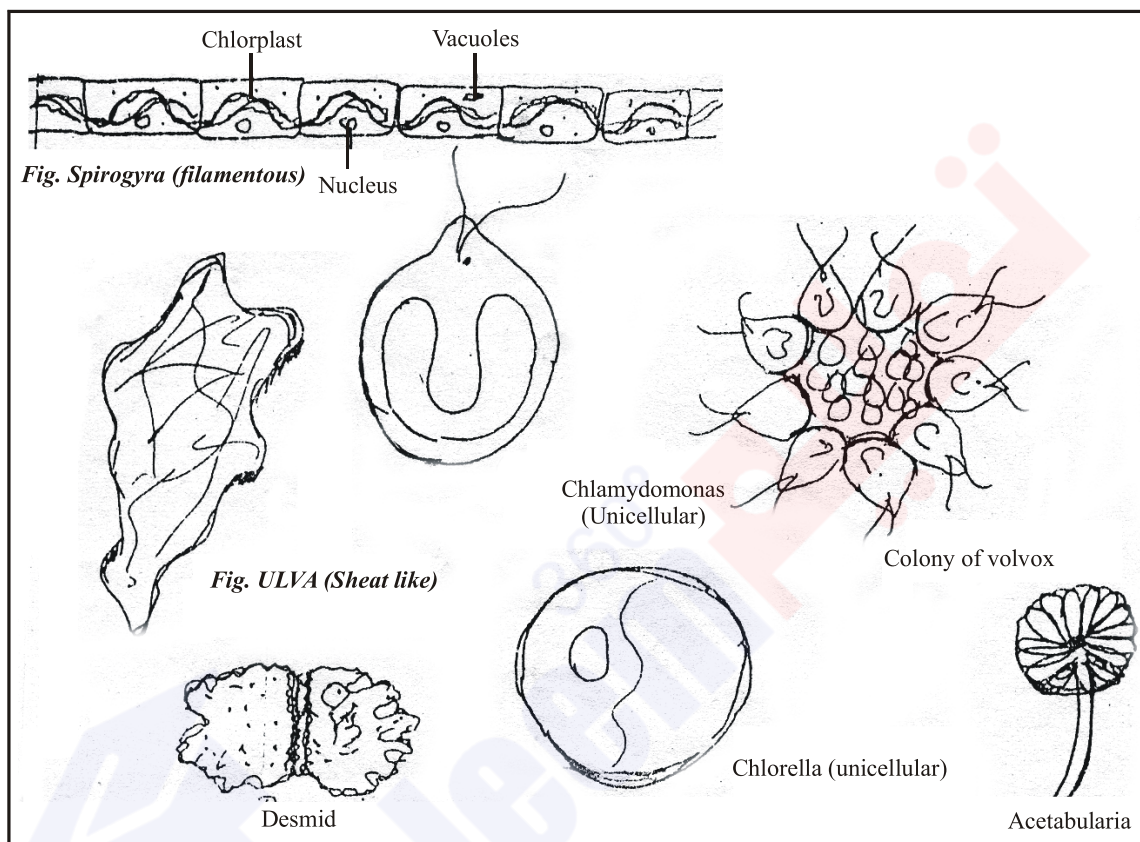 Chlorplast
Vacuoles
Fig. Spirogyra (filamentous)
Nucleus
Chlamydomonas
(Unicellular)
Colony of volvox
Fig. ULVA (Sheat like)
Chlorella (unicellular)
Desmid
Acetabularia